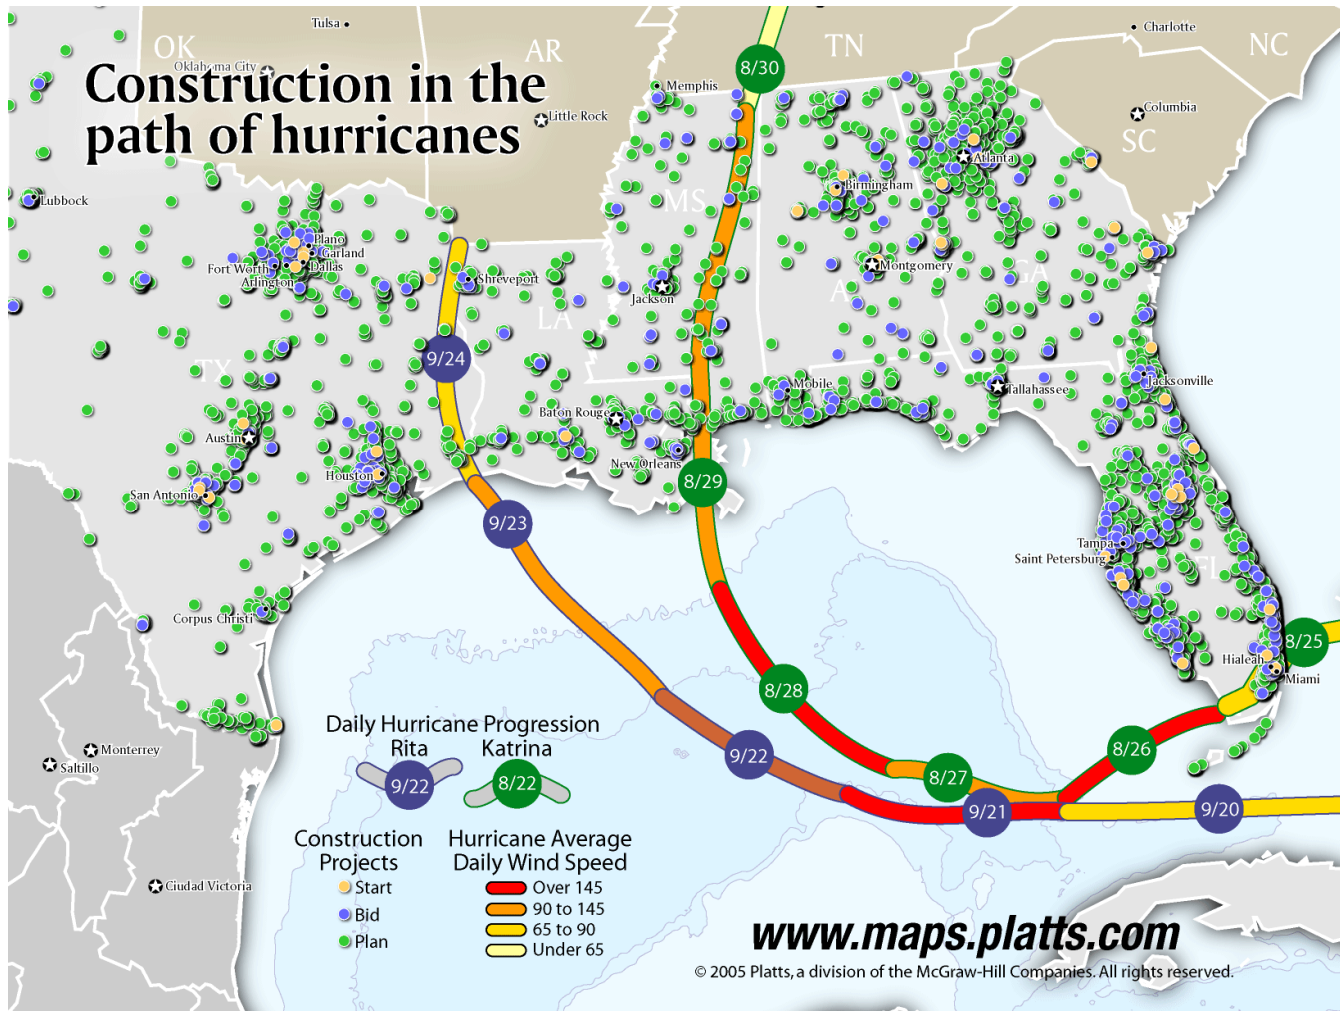 Tulsa
OK
Oklahoma City
AR
TN
Charlotte
NC
8/30
Construction in the
path of hurricanes
Memphis
Little Rock
Columbia
SC
Atlanta
Birmingham
Lubbock
MS
Plano
Garland
Fort Worth
Dallas
Arlington
Shreveport
Jackson
Montgomery
A
GA
LA
TX
9/24
Mobile
Tallahassee
Jacksonville
Baton Rouge
Austin
New Orleans
Houston
San Antonio
8/29
9/23
Tampa
Saint Petersburg
FL
Corpus Christi
8/25
Hialeah
Miami
8/28
Daily Hurricane Progression
Rita
Katrina
9/22
8/22
9/22
8/26
8/27
9/21
9/20
Monterrey
Saltillo
Ciudad Victoria
Construction
Projects
Start
Bid
Plan
Hurricane Average
Daily Wind Speed
Over 145
90 to 145
65 to 90
Under 65
www.maps.platts.com
© 2005 Platts, a division of the McGraw-Hill Companies. All rights reserved.